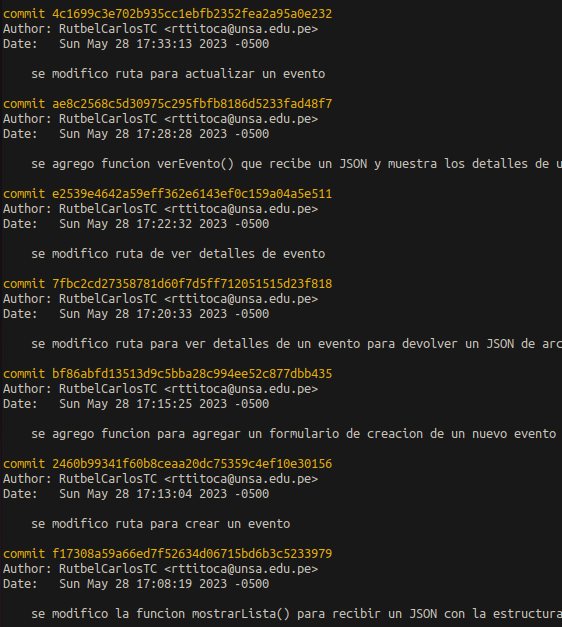 commit 4c1699c3e702b935cc1ebfb2352fea2a95a0e232
Author: RutbelCarlosTC <rttitoca@unsa.edu.pe>
Date:   Sun May 28 17:33:13 2023 -0500
se modifico ruta para actualizar un evento
commit ae8c2568c5d30975c295fbfb8186d5233fad48f7
Author: RutbelCarlosTC <rttitoca@unsa.edu.pe>
Date:   Sun May 28 17:28:28 2023 -0500
se agrego funcion verEvento() que recibe un JSON y muestra los detalles de u
commit e2539e4642a59eff362e6143ef0c159a04a5e511
Author: RutbelCarlosTC <rttitoca@unsa.edu.pe>
Date:   Sun May 28 17:22:32 2023 -0500
se modifico ruta de ver detalles de evento
commit 7fbc2cd27358781d60f7d5ff712051515d23f818
Author: RutbelCarlosTC <rttitoca@unsa.edu.pe>
Date:   Sun May 28 17:20:33 2023 -0500
se modifico ruta para ver detalles de un evento para devolver un JSON de arc
commit bf86abfd13513d9c5bba28c994ee52c877dbb435
Author: RutbelCarlosTC <rttitoca@unsa.edu.pe>
Date:   Sun May 28 17:15:25 2023 -0500
se agrego funcion para agregar un formulario de creacion de un nuevo evento
commit 2460b99341f60b8ceaa20dc75359c4ef10e30156
Author: RutbelCarlosTC <rttitoca@unsa.edu.pe>
Date:   Sun May 28 17:13:04 2023 -0500
se modifico ruta para crear un evento
commit f17308a59a66ed7f52634d06715bd6b3c5233979
Author: RutbelCarlosTC <rttitoca@unsa.edu.pe>
Date:   Sun May 28 17:08:19 2023 -0500
se modifico la funcion mostrarLista() para recibir un JSON con la estructura